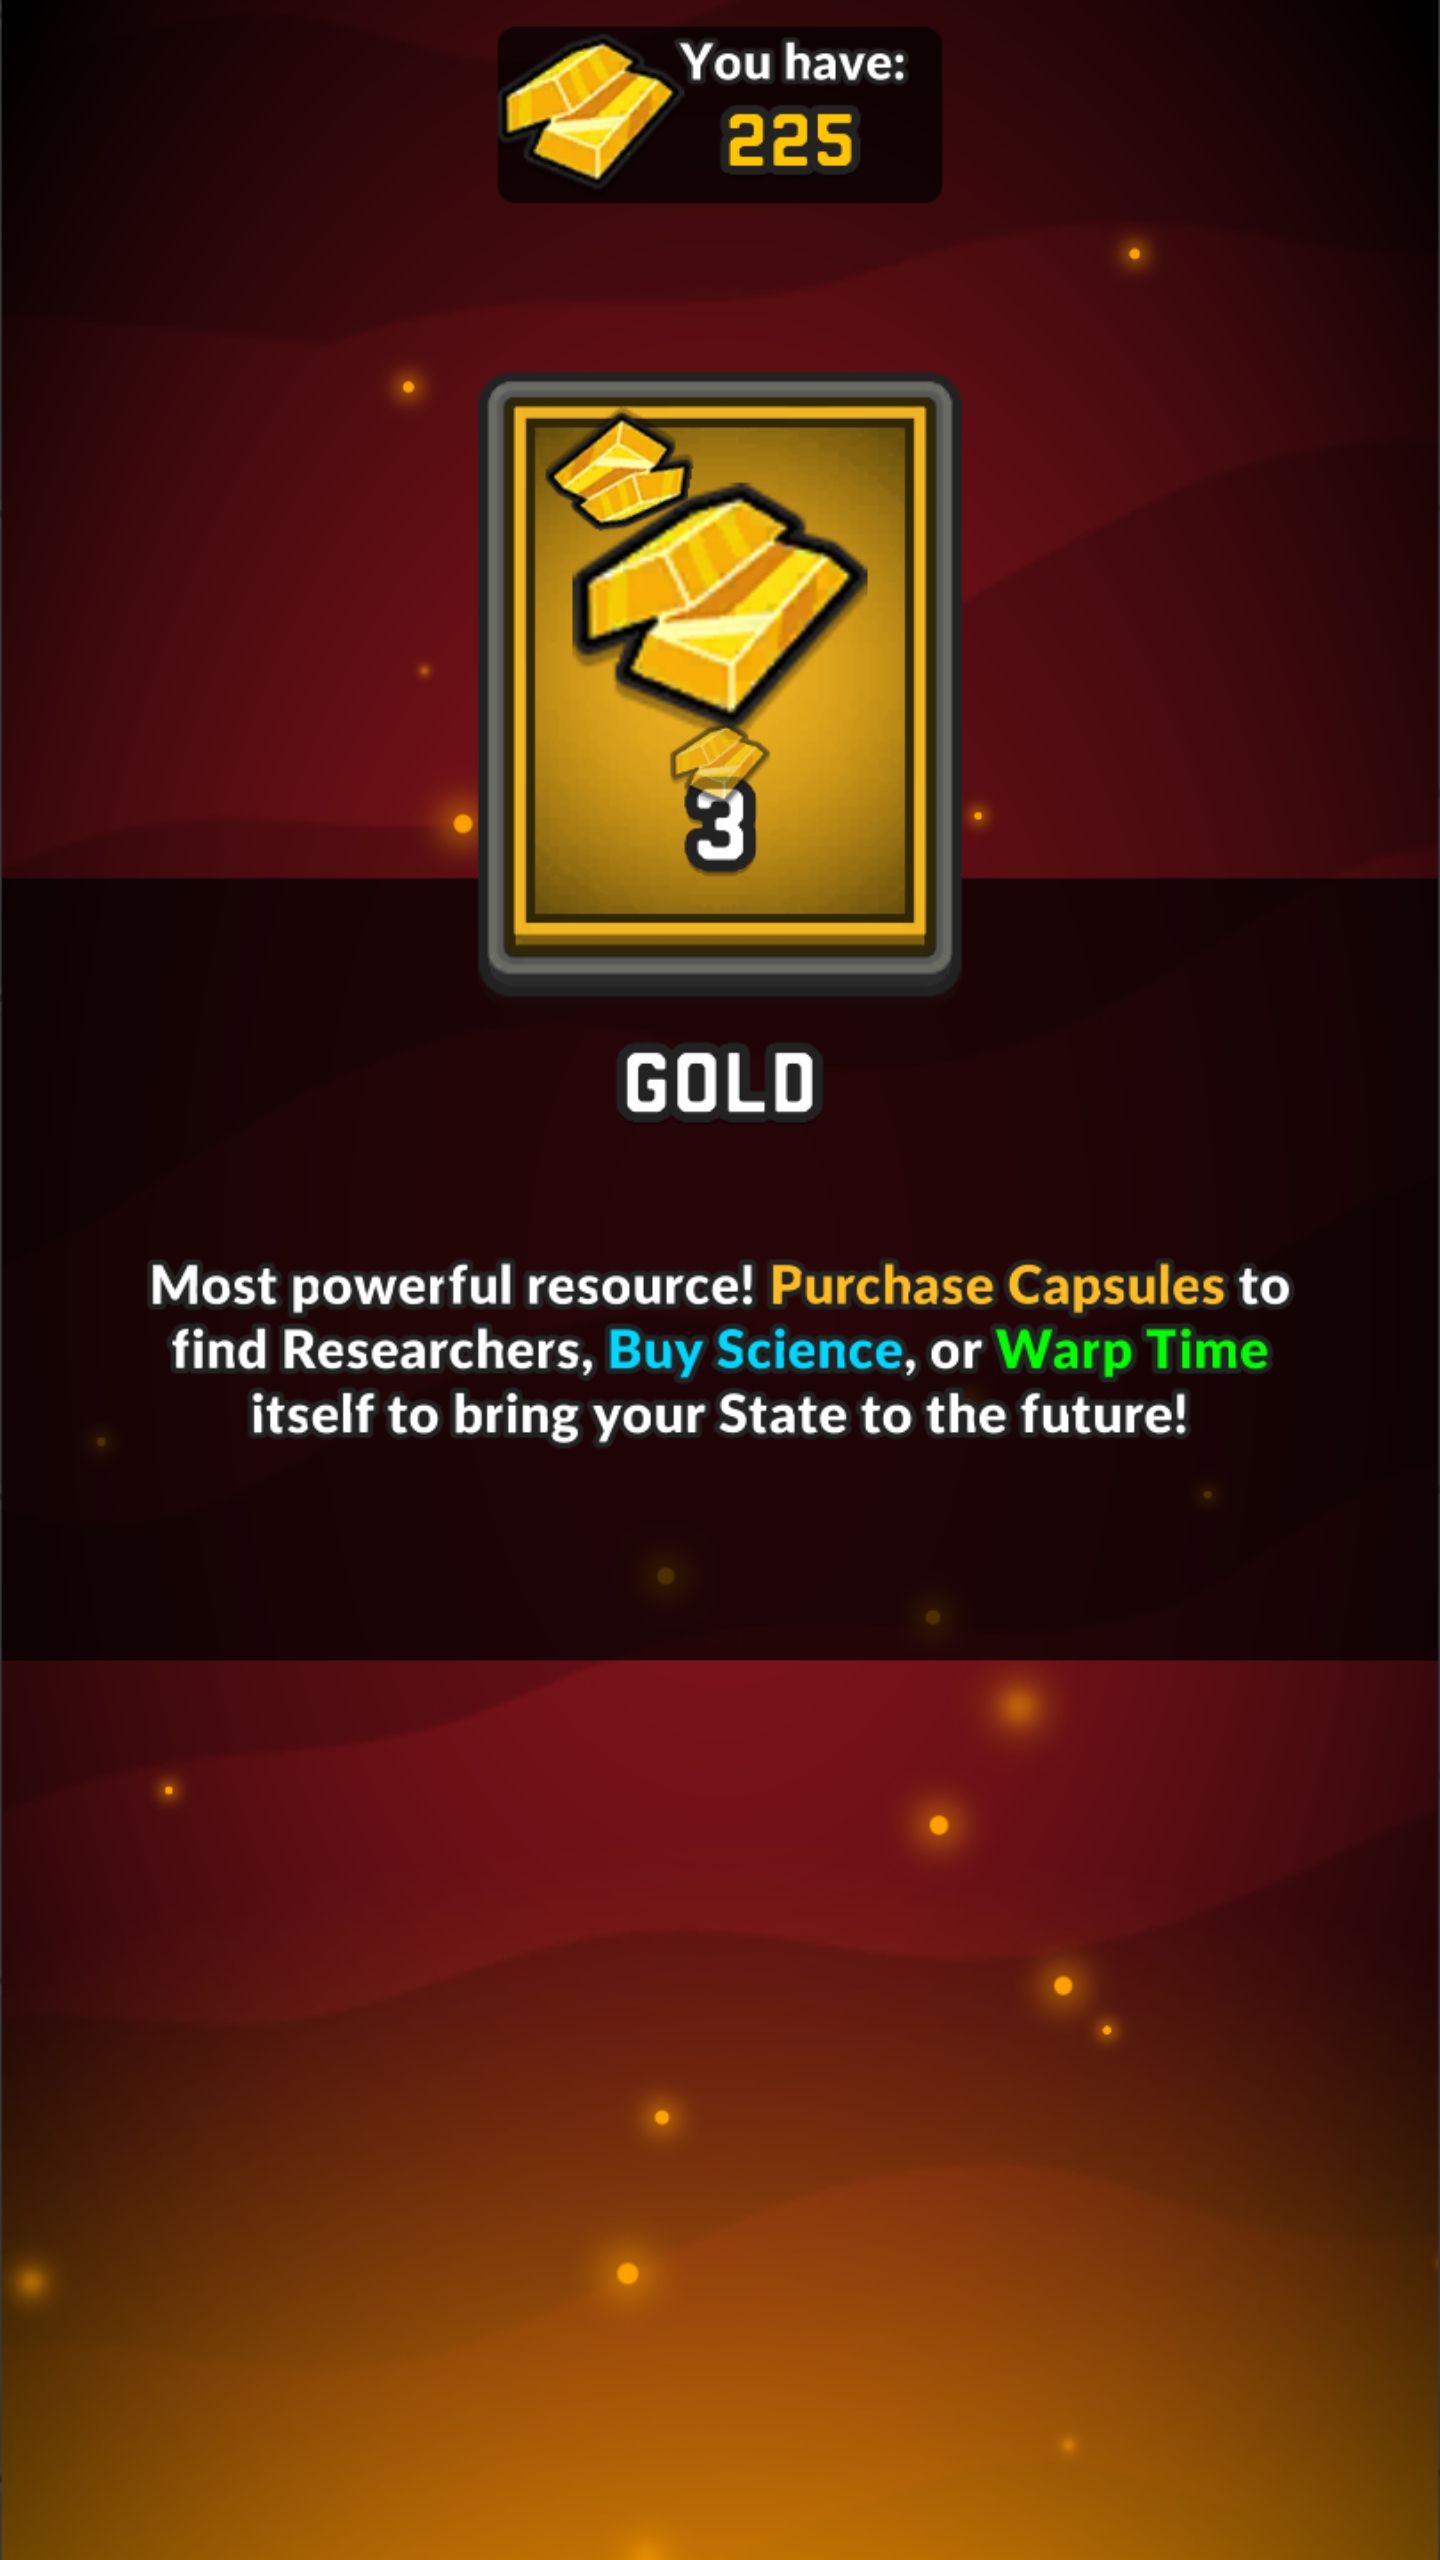 You have:
225
3
GOLD
Most powerful resource! Purchase Capsules to
find Researchers, Buy Science, or Warp Time
itself to bring your State to the future!